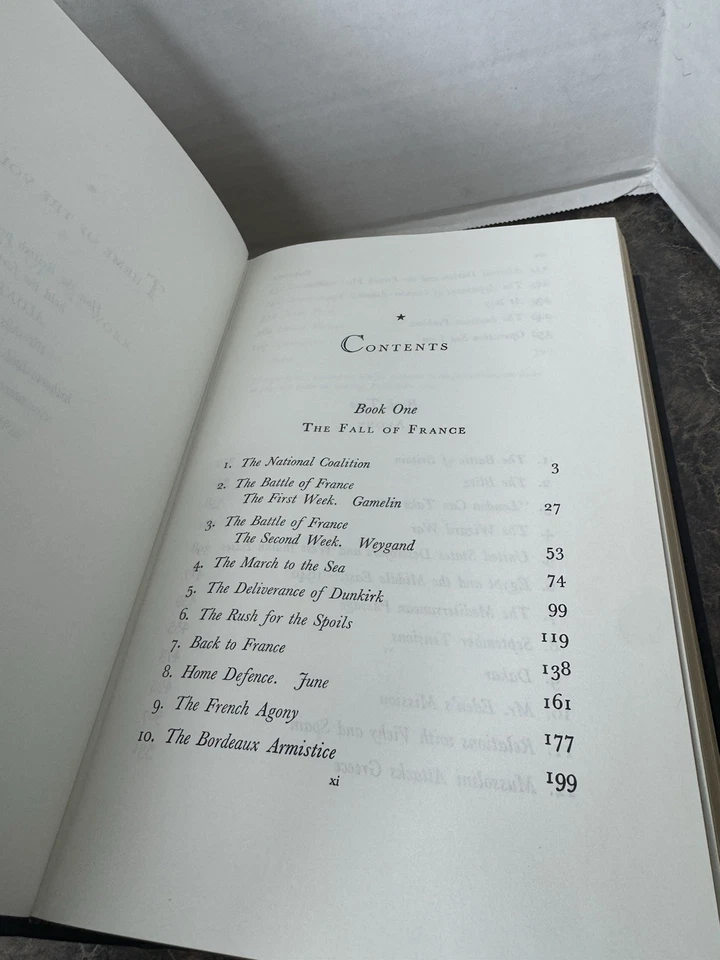 ★
CONTENTS
Book One
THE FALL OF FRANCE
1. The National Coalition 3
2. The Battle of France
The First Week. Gamelin 27
3. The Battle of France
The Second Week. Weygand 53
4. The March to the Sea 74
5. The Deliverance of Dunkirk 99
6. The Rush for the Spoils 119
7. Back to France 138
8. Home Defence. June 161
9. The French Agony 177
10. The Bordeaux Armistice 199
xi